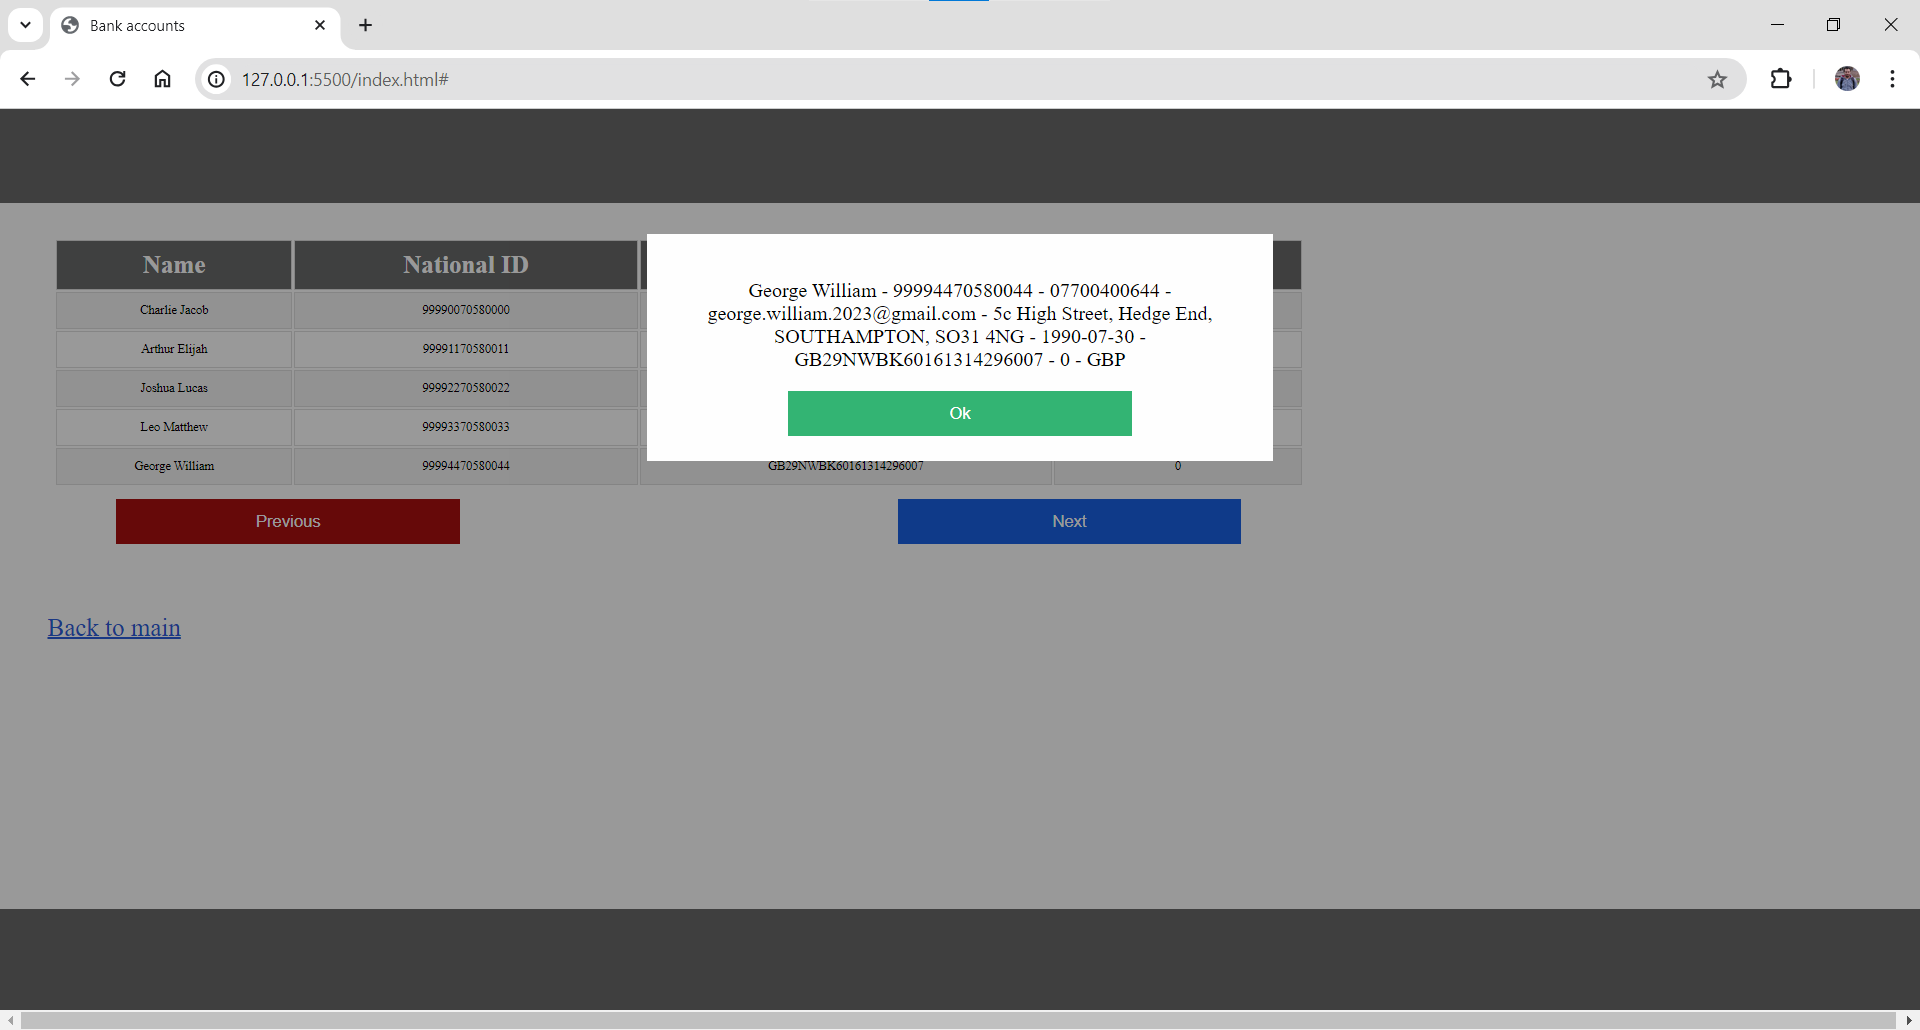 Bank accounts
127.0.0.1:5500/index.html#
Name National ID
Charlie Jacob 99990070580000
Arthur Elijah 99991170580011
Joshua Lucas 99992270580022
Leo Matthew 99993370580033
George William 99994470580044 GB29NWBK60161314296007 0
George William - 99994470580044 - 07700400644 -
george.william.2023@gmail.com - 5c High Street, Hedge End,
SOUTHAMPTON, SO31 4NG - 1990-07-30 -
GB29NWBK60161314296007 - 0 - GBP
Ok
Previous Next
Back to main